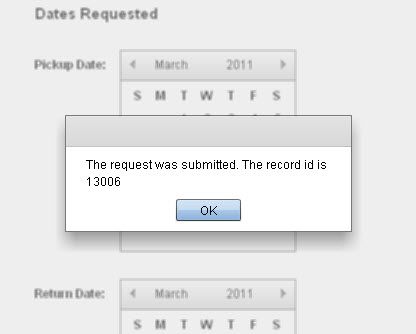 Dates Requested
Pickup Date:
March 2011
S M T W T F S
The request was submitted. The record id is
13006
OK
Return Date:
March 2011
S M T W T F S